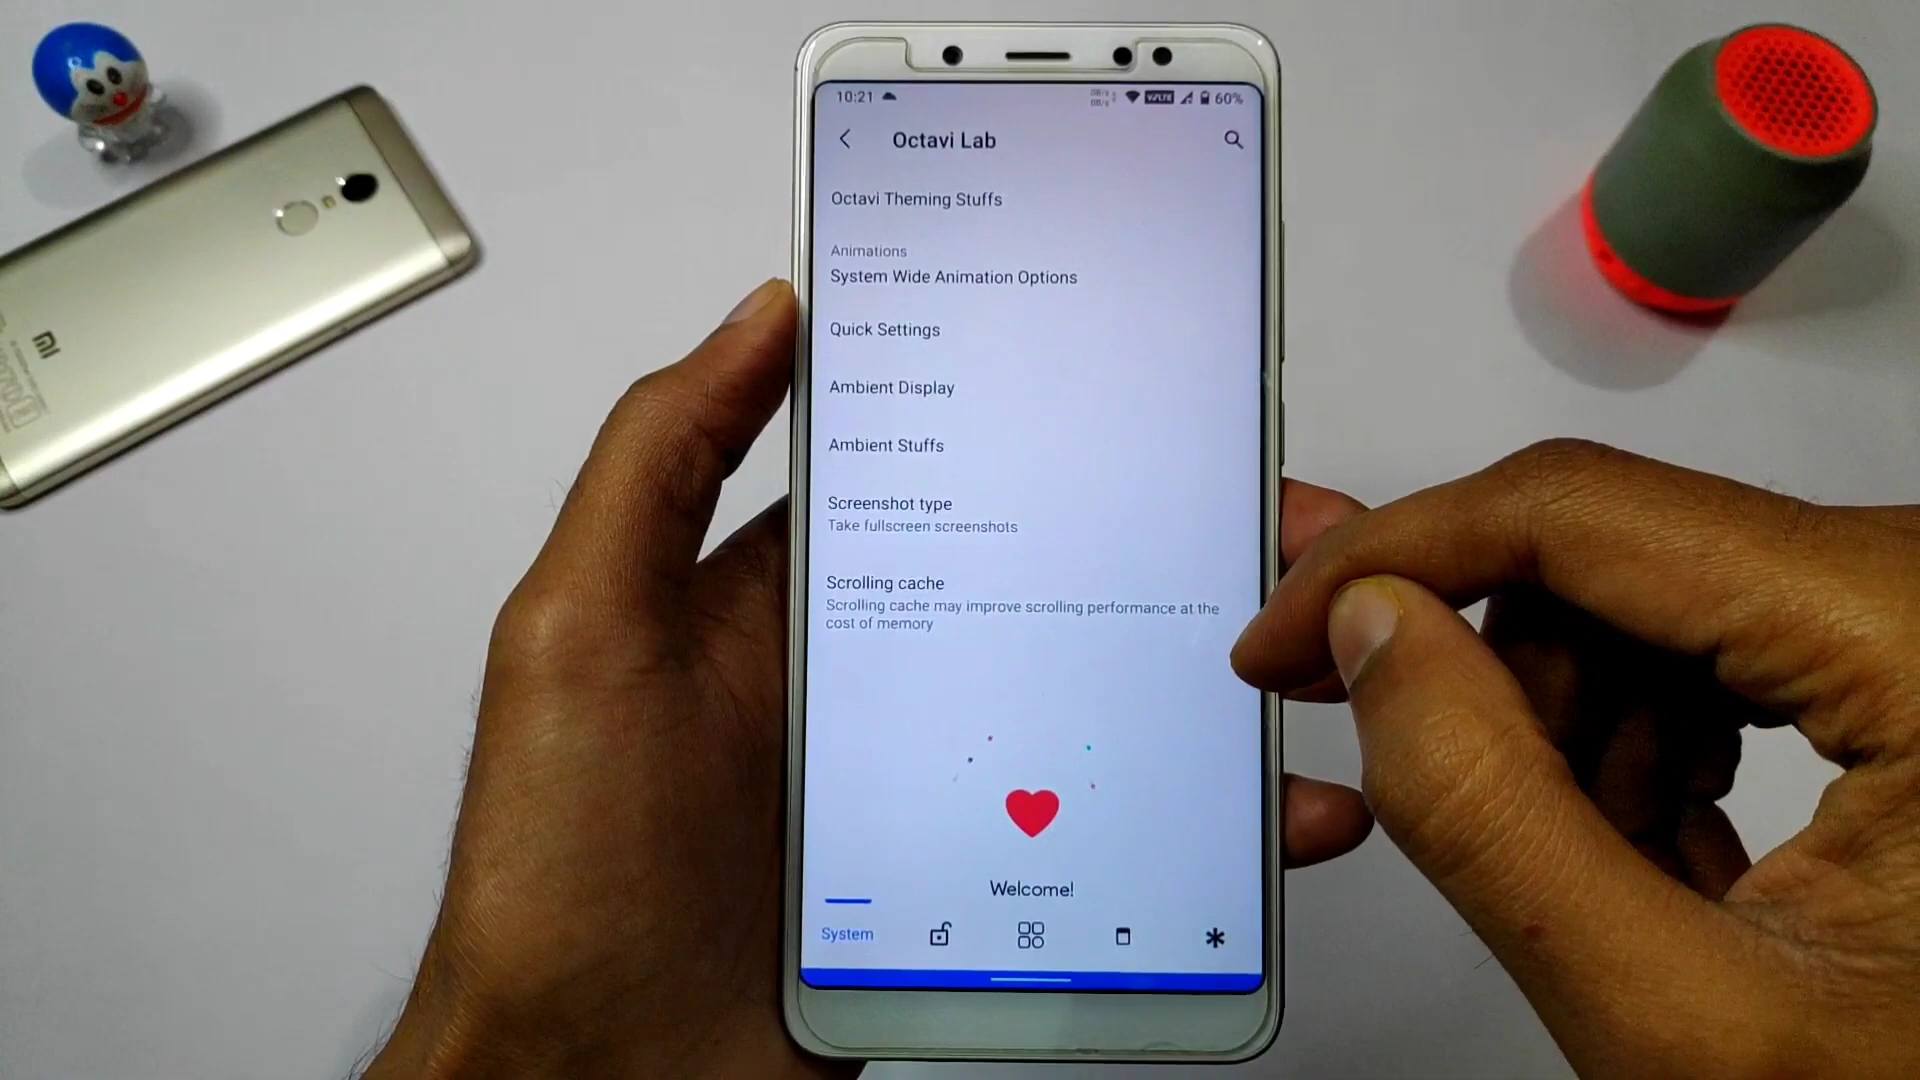 10:21
VoLTE
60%
Octavi Lab
Octavi Theming Stuffs
Animations
System Wide Animation Options
Quick Settings
Ambient Display
Ambient Stuffs
Screenshot type
Take fullscreen screenshots
Scrolling cache
Scrolling cache may improve scrolling performance at the
cost of memory
Welcome!
System
mi